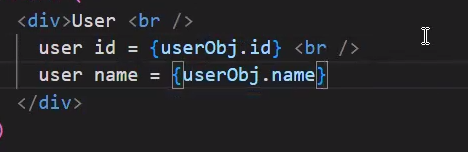 <div>User <br />
user id = {userObj.id} <br />
user name = {userObj.name}
</div>
)